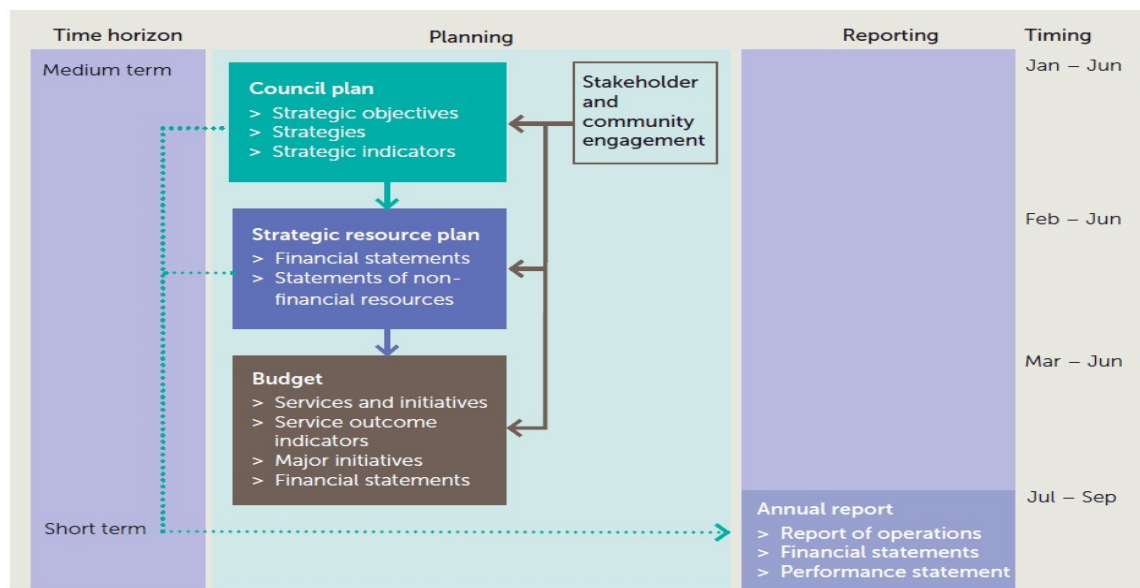 Time horizon
Planning
Reporting
Timing
Medium term
Jan – Jun
Council plan
> Strategic objectives
> Strategies
> Strategic indicators
Stakeholder
and
community
engagement
Feb – Jun
Strategic resource plan
> Financial statements
> Statements of non-
financial resources
Mar – Jun
Budget
> Services and initiatives
> Service outcome
indicators
> Major initiatives
> Financial statements
Jul – Sep
Short term
Annual report
> Report of operations
> Financial statements
> Performance statement